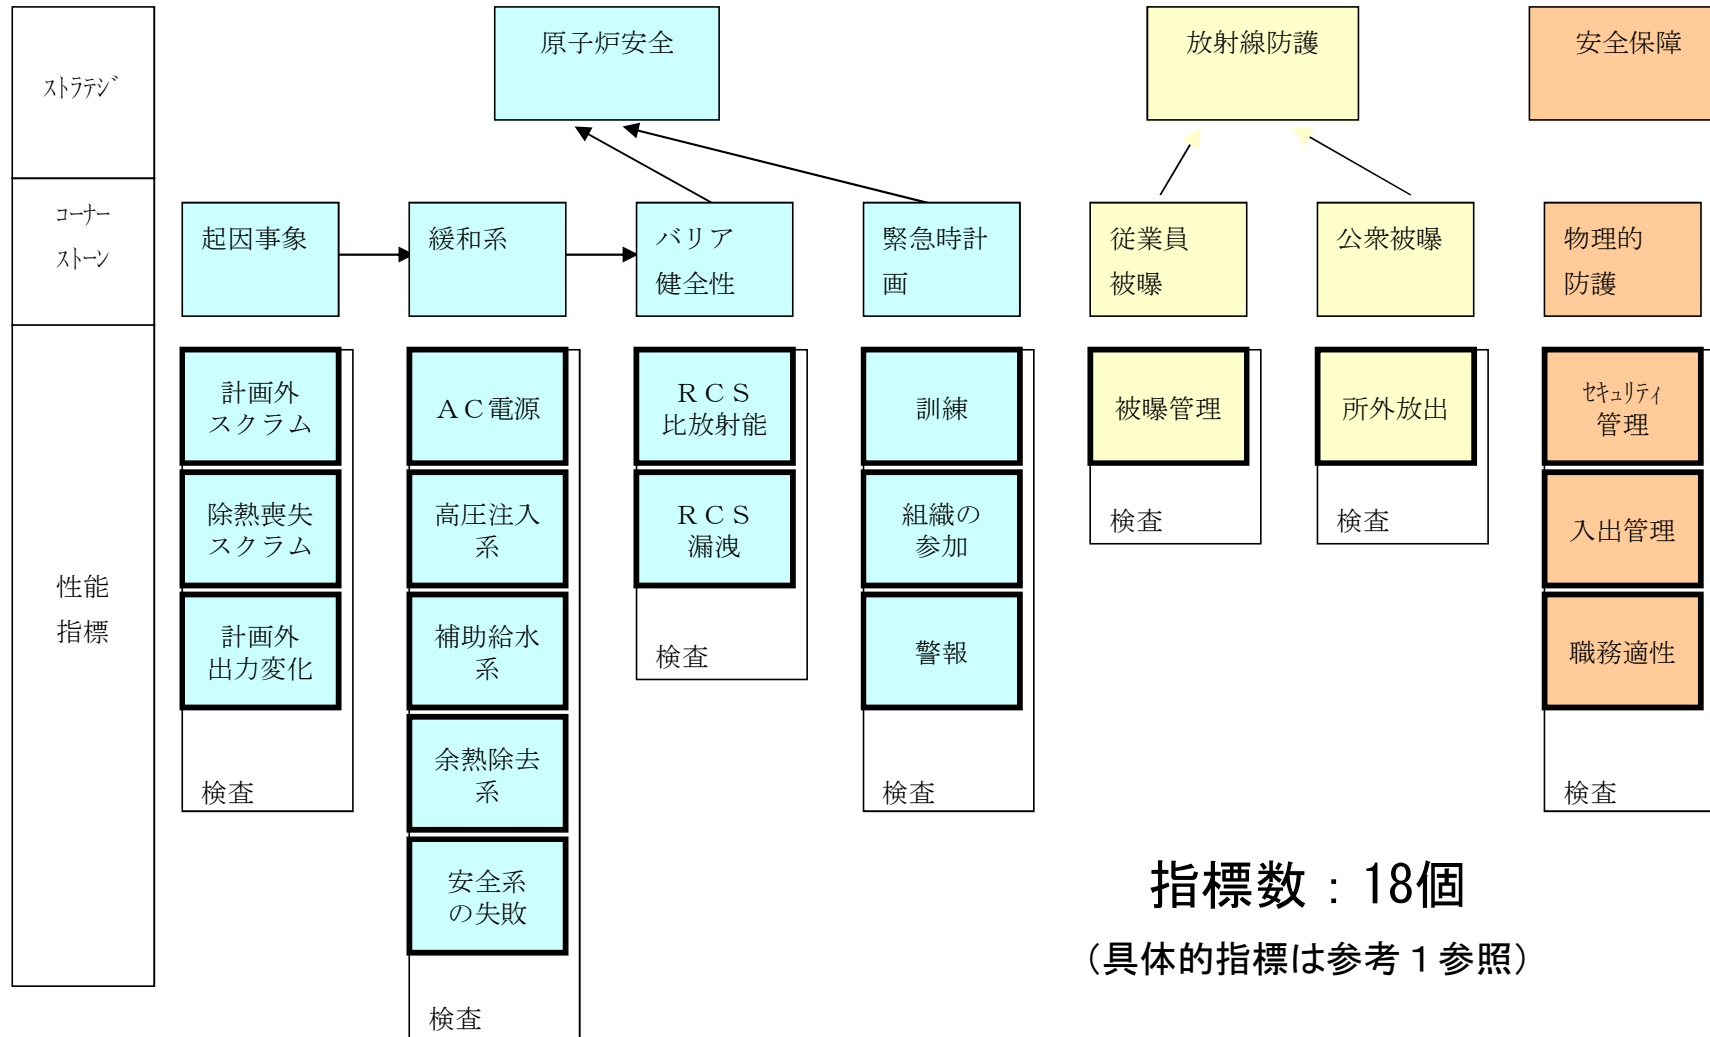 ストラテジ
原子炉安全
放射線防護
安全保障
コーナー
ストーン
起因事象
緩和系
バリア
健全性
緊急時計
画
従業員
被曝
公衆被曝
物理的
防護
性能
指標
計画外
スクラム
除熱喪失
スクラム
計画外
出力変化
検査
ＡＣ電源
高圧注入
系
補助給水
系
余熱除去
系
安全系
の失敗
検査
ＲＣＳ
比放射能
ＲＣＳ
漏洩
検査
訓練
組織の
参加
警報
検査
被曝管理
検査
所外放出
検査
セキュリティ
管理
入出管理
職務適性
検査
指標数：18個
（具体的指標は参考１参照）